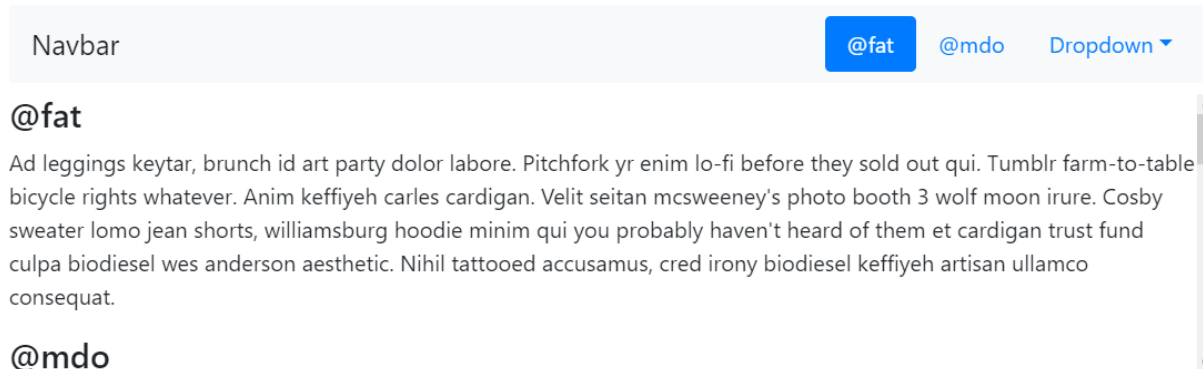 Navbar @fat @mdo Dropdown
@fat
Ad leggings keytar, brunch id art party dolor labore. Pitchfork yr enim lo-fi before they sold out qui. Tumblr farm-to-table
bicycle rights whatever. Anim keffiyeh carles cardigan. Velit seitan mcsweeney's photo booth 3 wolf moon irure. Cosby
sweater lomo jean shorts, williamsburg hoodie minim qui you probably haven't heard of them et cardigan trust fund
culpa biodiesel wes anderson aesthetic. Nihil tattooed accusamus, cred irony biodiesel keffiyeh artisan ullamco
consequat.
@mdo